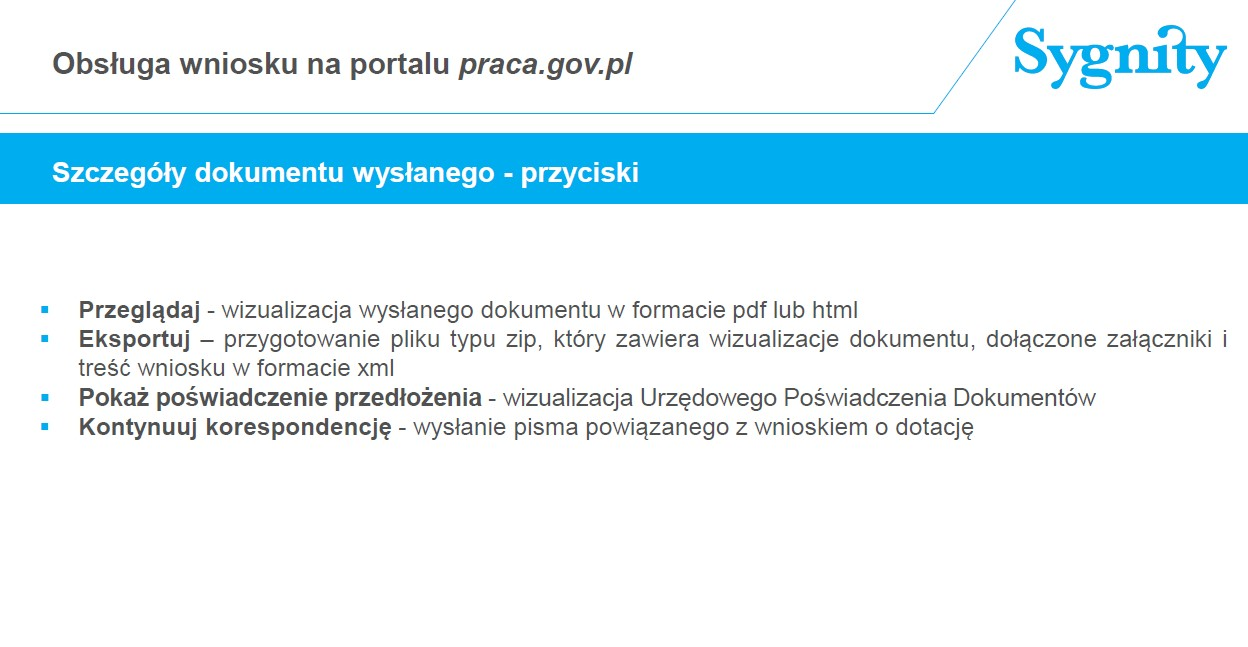 Obsługa wniosku na portalu praca.gov.pl
Sygnity
Szczegóły dokumentu wysłanego - przyciski
Przeglądaj - wizualizacja wysłanego dokumentu w formacie pdf lub html
Eksportuj – przygotowanie pliku typu zip, który zawiera wizualizacje dokumentu, dołączone załączniki i
treść wniosku w formacie xml
Pokaż poświadczenie przedłożenia - wizualizacja Urzędowego Poświadczenia Dokumentów
Kontynuuj korespondencję - wysłanie pisma powiązanego z wnioskiem o dotację